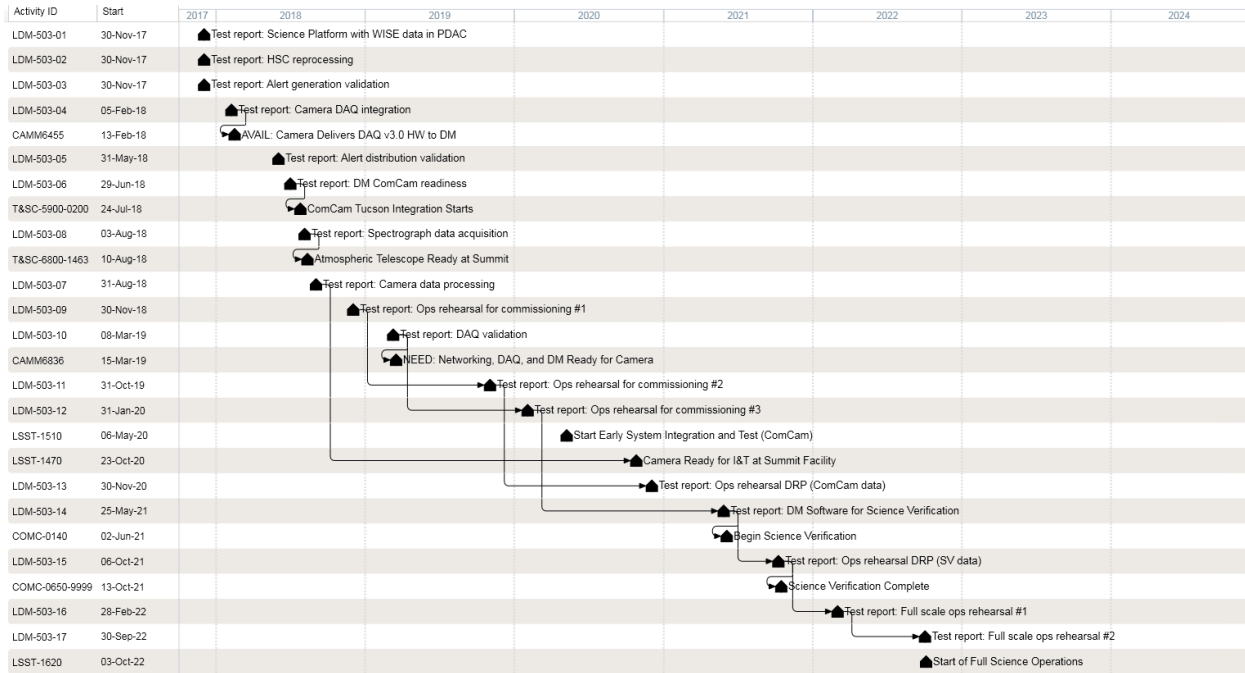 Activity ID Start 2017 2018 2019 2020 2021 2022 2023 2024
LDM-503-01 30-Nov-17 Test report: Science Platform with WISE data in PDAC
LDM-503-02 30-Nov-17 Test report: HSC reprocessing
LDM-503-03 30-Nov-17 Test report: Alert generation validation
LDM-503-04 05-Feb-18 Test report: Camera DAQ integration
CAMM6455 13-Feb-18 AVAIL: Camera Delivers DAQ v3.0 HW to DM
LDM-503-05 31-May-18 Test report: Alert distribution validation
LDM-503-06 29-Jun-18 Test report: DM ComCam readiness
T&SC-5900-0200 24-Jul-18 ComCam Tucson Integration Starts
LDM-503-08 03-Aug-18 Test report: Spectrograph data acquisition
T&SC-6800-1463 10-Aug-18 Atmospheric Telescope Ready at Summit
LDM-503-07 31-Aug-18 Test report: Camera data processing
LDM-503-09 30-Nov-18 Test report: Ops rehearsal for commissioning #1
LDM-503-10 08-Mar-19 Test report: DAQ validation
CAMM6836 15-Mar-19 NEED: Networking, DAQ, and DM Ready for Camera
LDM-503-11 31-Oct-19 Test report: Ops rehearsal for commissioning #2
LDM-503-12 31-Jan-20 Test report: Ops rehearsal for commissioning #3
LSST-1510 06-May-20 Start Early System Integration and Test (ComCam)
LSST-1470 23-Oct-20 Camera Ready for I&T at Summit Facility
LDM-503-13 30-Nov-20 Test report: Ops rehearsal DRP (ComCam data)
LDM-503-14 25-May-21 Test report: DM Software for Science Verification
COMC-0140 02-Jun-21 Begin Science Verification
LDM-503-15 06-Oct-21 Test report: Ops rehearsal DRP (SV data)
COMC-0650-9999 13-Oct-21 Science Verification Complete
LDM-503-16 28-Feb-22 Test report: Full scale ops rehearsal #1
LDM-503-17 30-Sep-22 Test report: Full scale ops rehearsal #2
LSST-1620 03-Oct-22 Start of Full Science Operations